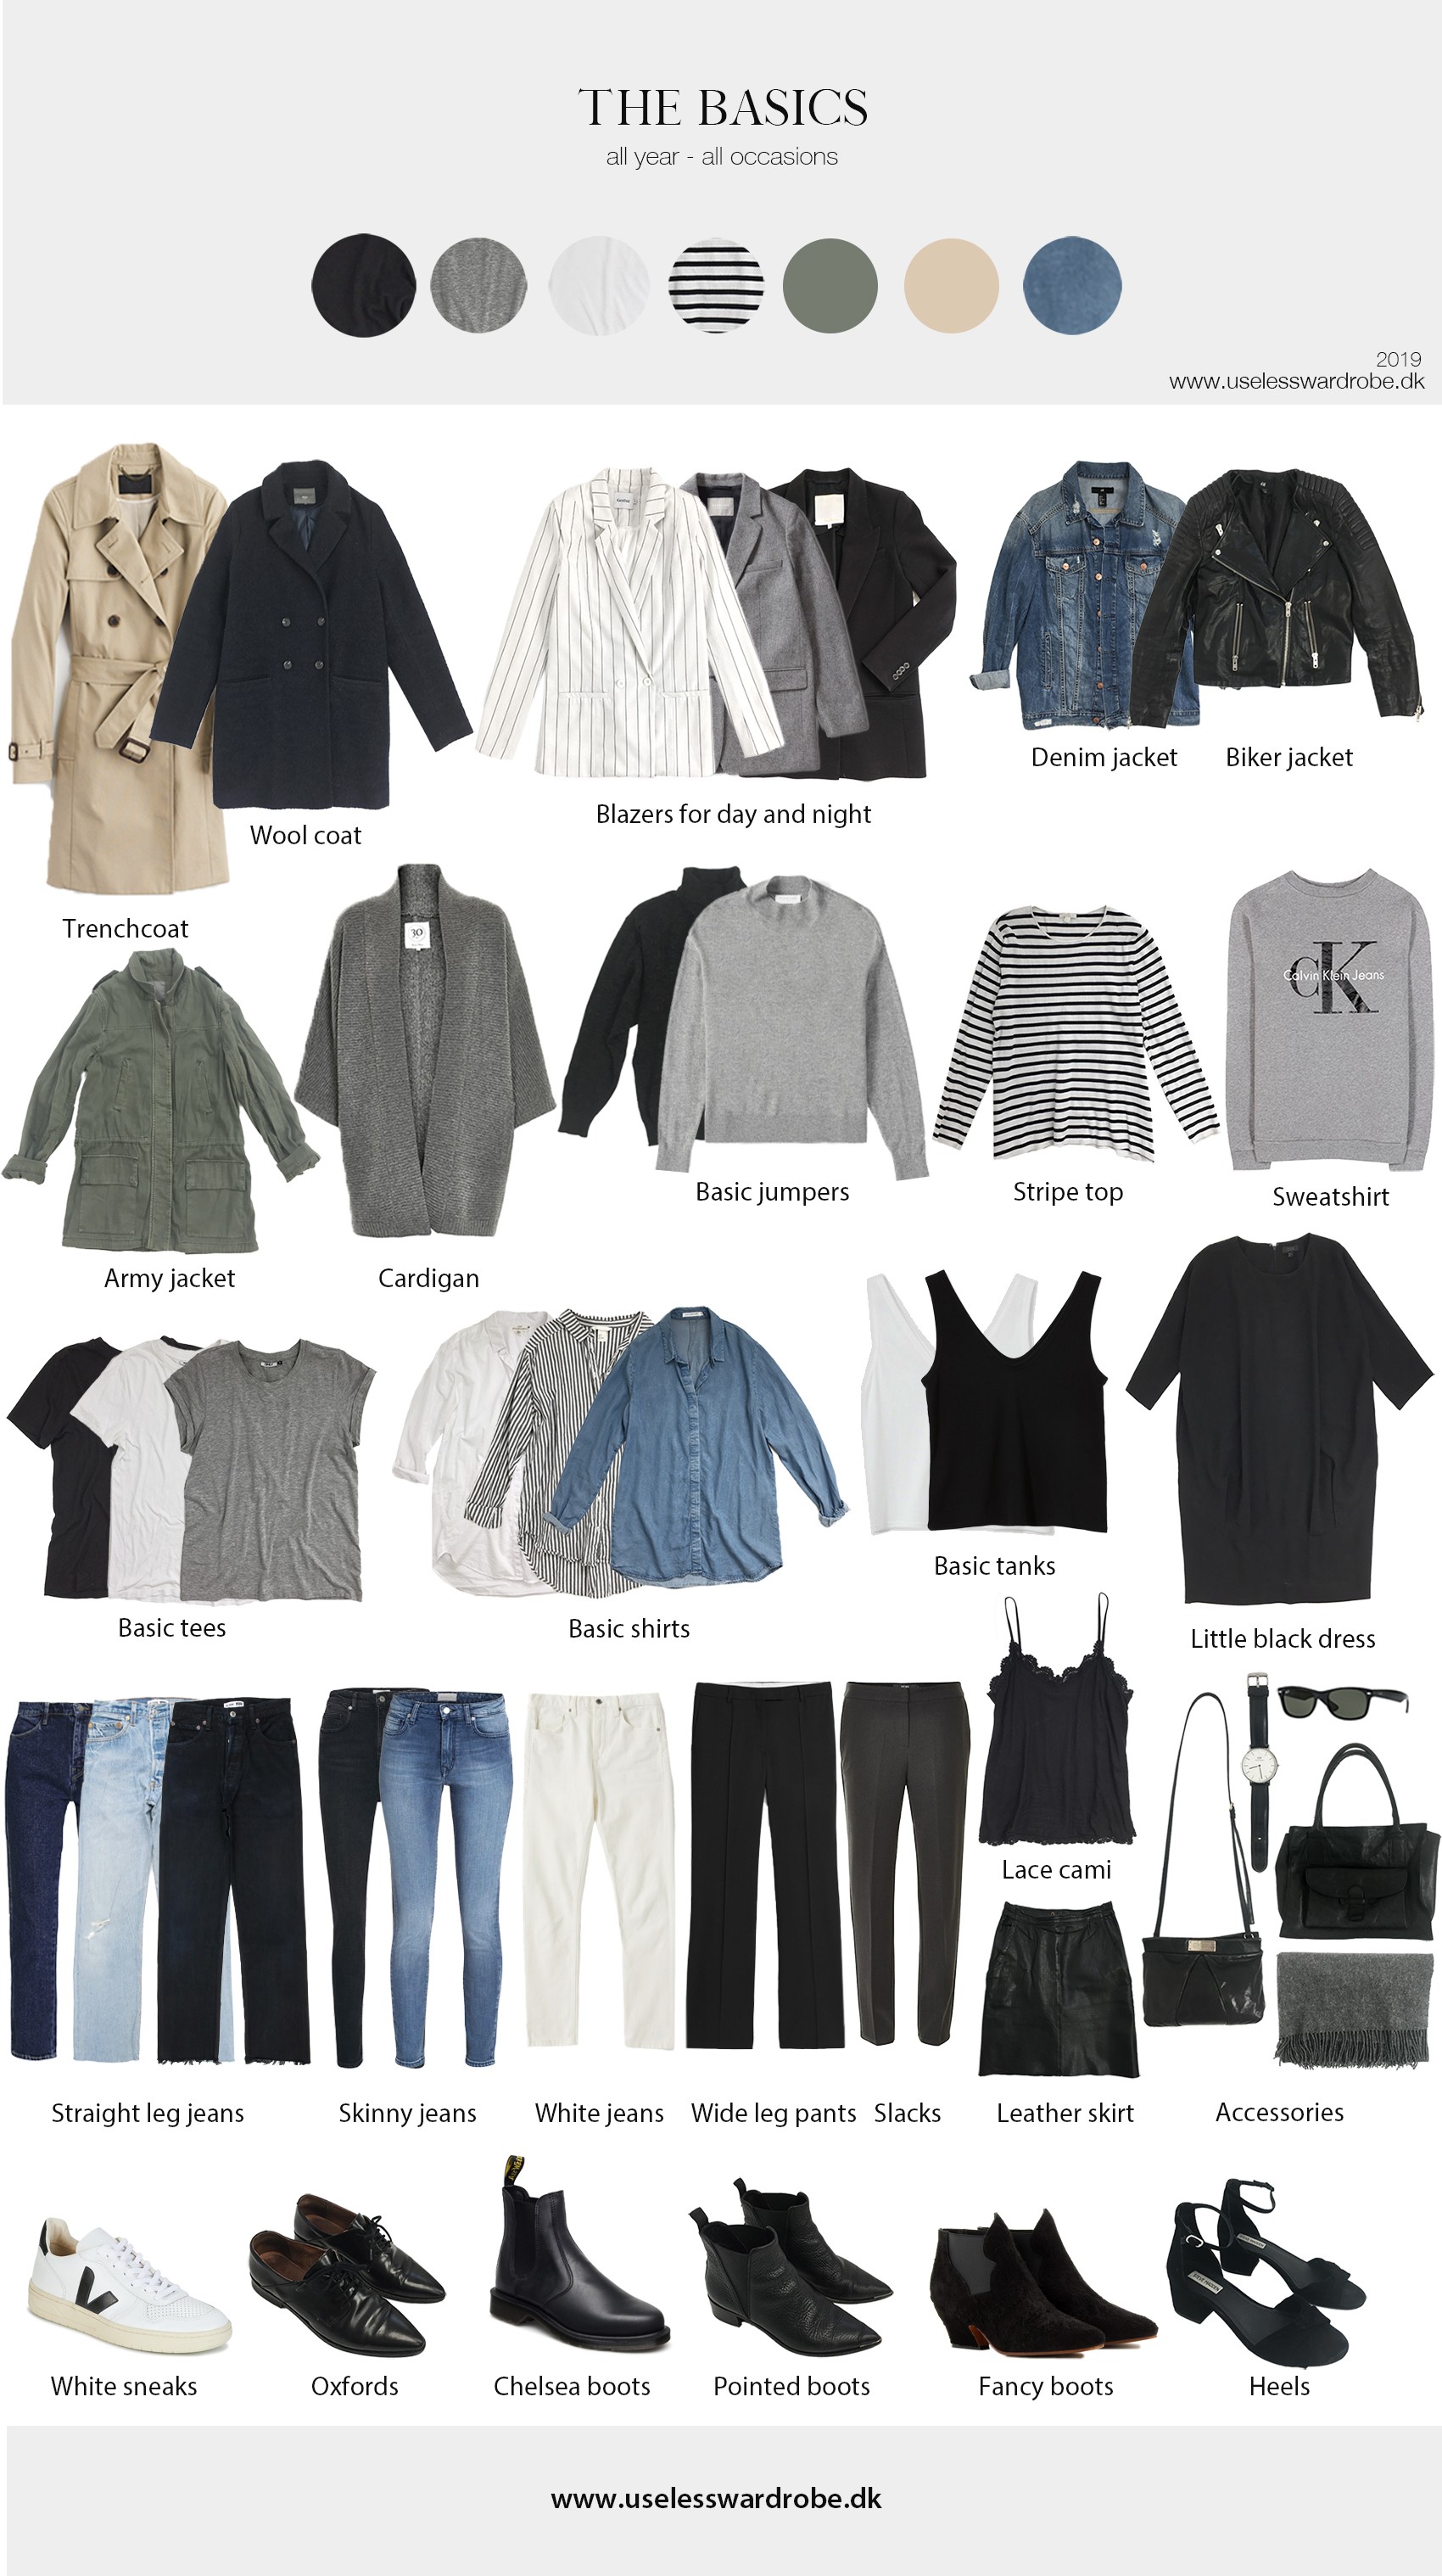 THE BASICS
all year - all occasions
2019
www.uselesswardrobe.dk
Denim jacket
Biker jacket
Blazers for day and night
Wool coat
Trenchcoat
30
CK
Calvin Klein Jeans
Basic jumpers
Stripe top
Sweatshirt
Army jacket
Cardigan
Basic tanks
Basic tees
Basic shirts
Little black dress
Lace cami
Straight leg jeans
Skinny jeans
White jeans
Wide leg pants
Slacks
Leather skirt
Accessories
White sneaks
Oxfords
Chelsea boots
Pointed boots
Fancy boots
Heels
www.uselesswardrobe.dk